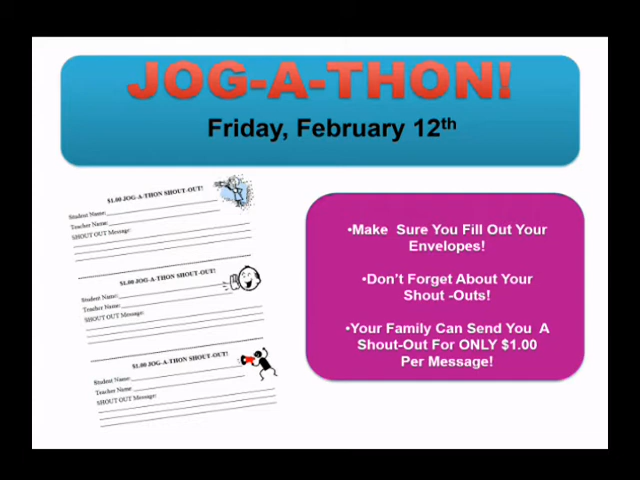 JOG-A-THON!
Friday, February 12th
$1.00 JOG-A-THON SHOUT-OUT!
Student Name:
Teacher Name:
SHOUT OUT Message:
$1.00 JOG-A-THON SHOUT-OUT!
Student Name:
Teacher Name:
SHOUT OUT Message:
$1.00 JOG-A-THON SHOUT-OUT!
Student Name:
Teacher Name
SHOUT OUT Message:
•Make Sure You Fill Out Your
Envelopes!
•Don't Forget About Your
Shout -Outs!
•Your Family Can Send You A
Shout-Out For ONLY $1.00
Per Message!